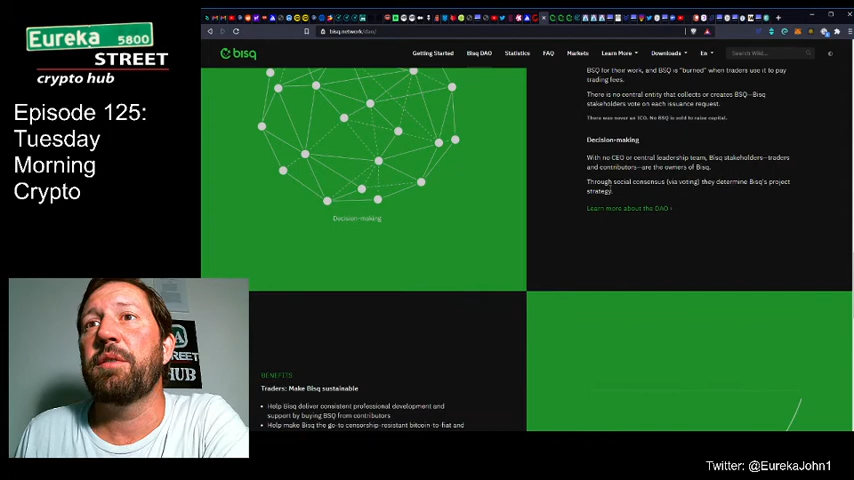 Eureka 5800
STREET
crypto hub
Episode 125:
Tuesday
Morning
Crypto
bisq.network/dao/
bisq
Getting Started
Bisq DAO
Statistics
FAQ
Markets
Learn More
Downloads
En
Search Wiki
BSQ for their work, and BSQ is "burned" when traders use it to pay
trading fees.
There is no central entity that collects or creates BSQ—Bisq
stakeholders vote on each issuance request.
There was never an ICO. No BSQ is sold to raise capital.
Decision-making
With no CEO or central leadership team, Bisq stakeholders—traders
and contributors—are the owners of Bisq.
Through social consensus (via voting) they determine Bisq's project
strategy.
Learn more about the DAO ›
Decision-making
BENEFITS
Traders: Make Bisq sustainable
• Help Bisq deliver consistent professional development and
support by buying BSQ from contributors
• Help make Bisq the go-to censorship-resistant bitcoin-to-fiat and
A
REET
HUB
Twitter: @EurekaJohn1